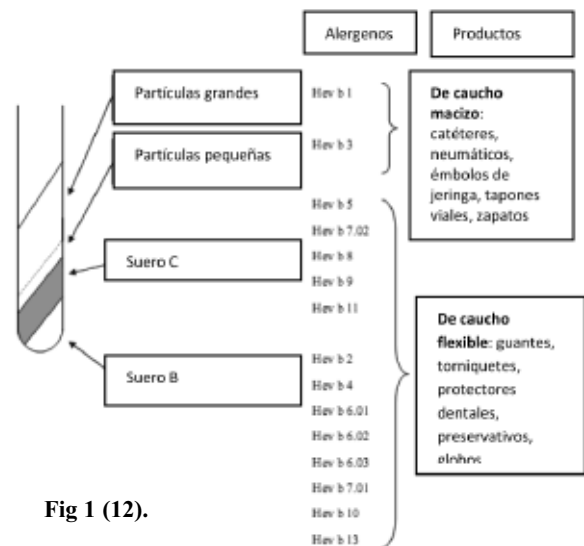 Alergenos
Productos
Partículas grandes
Hev b 1
Partículas pequeñas
Hev b 3
De caucho
macizo:
catéteres,
neumáticos,
émbolos de
jeringa, tapones
viales, zapatos
Suero C
Hev b 5
Hev b 7.02
Hev b 8
Hev b 9
Hev b 11
Suero B
Hev b 2
Hev b 4
Hev b 6.01
Hev b 6.02
Hev b 6.03
Hev b 7.01
Hev b 10
Hev b 13
De caucho
flexible: guantes,
torniquetes,
protectores
dentales,
preservativos,
globos
Fig 1 (12).